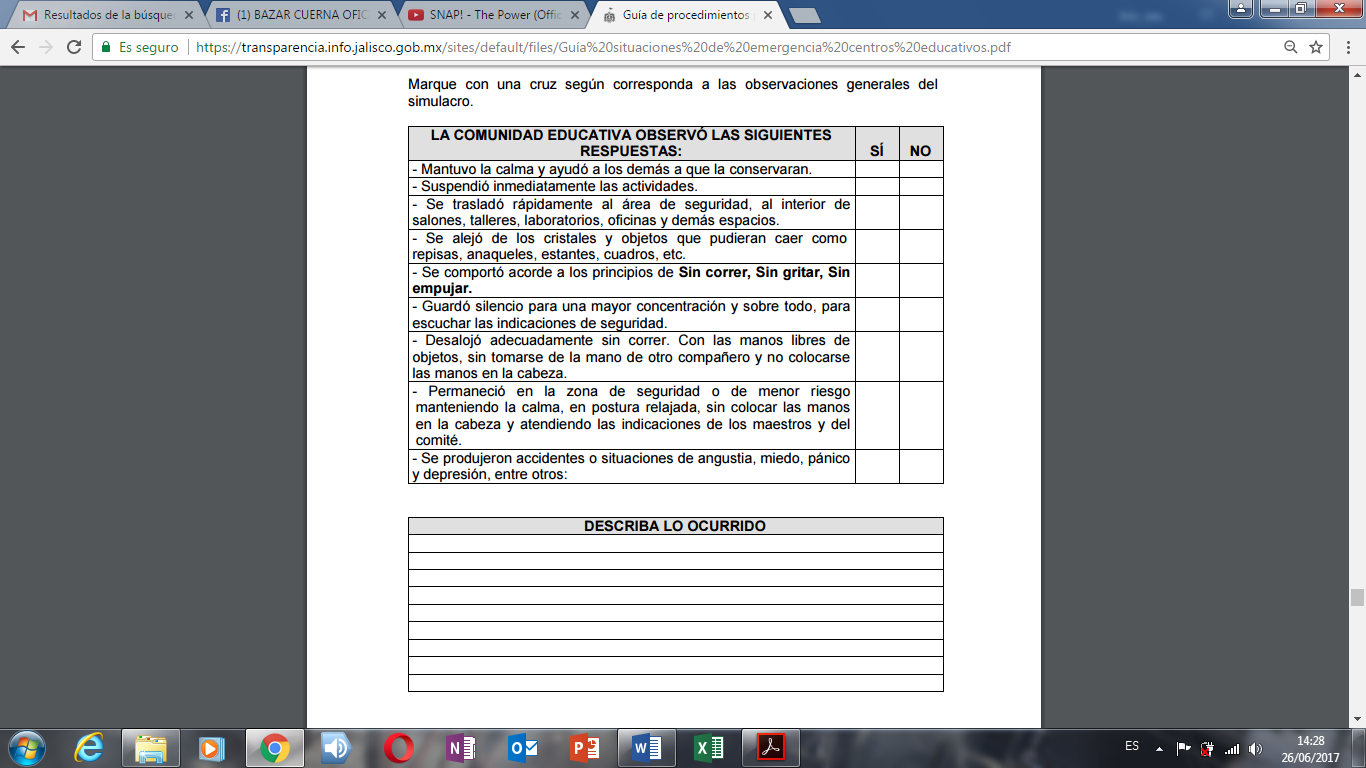 Resultados de la búsque
(1) BAZAR CUERNA OFIC
SNAP! - The Power (Offic
Guía de procedimientos
Es seguro
https://transparencia.info.jalisco.gob.mx/sites/default/files/Guía%20situaciones%20de%20emergencia%20centros%20educativos.pdf
Marque con una cruz según corresponda a las observaciones generales del
simulacro.
LA COMUNIDAD EDUCATIVA OBSERVÓ LAS SIGUIENTES
RESPUESTAS:
SÍ
NO
- Mantuvo la calma y ayudó a los demás a que la conservaran.
- Suspendió inmediatamente las actividades.
- Se trasladó rápidamente al área de seguridad, al interior de
salones, talleres, laboratorios, oficinas y demás espacios.
- Se alejó de los cristales y objetos que pudieran caer como
repisas, anaqueles, estantes, cuadros, etc.
- Se comportó acorde a los principios de Sin correr, Sin gritar, Sin
empujar.
- Guardó silencio para una mayor concentración y sobre todo, para
escuchar las indicaciones de seguridad.
- Desalojó adecuadamente sin correr. Con las manos libres de
objetos, sin tomarse de la mano de otro compañero y no colocarse
las manos en la cabeza.
- Permaneció en la zona de seguridad o de menor riesgo
manteniendo la calma, en postura relajada, sin colocar las manos
en la cabeza y atendiendo las indicaciones de los maestros y del
comité.
- Se produjeron accidentes o situaciones de angustia, miedo, pánico
y depresión, entre otros:
DESCRIBA LO OCURRIDO
ES
14:28
26/06/2017